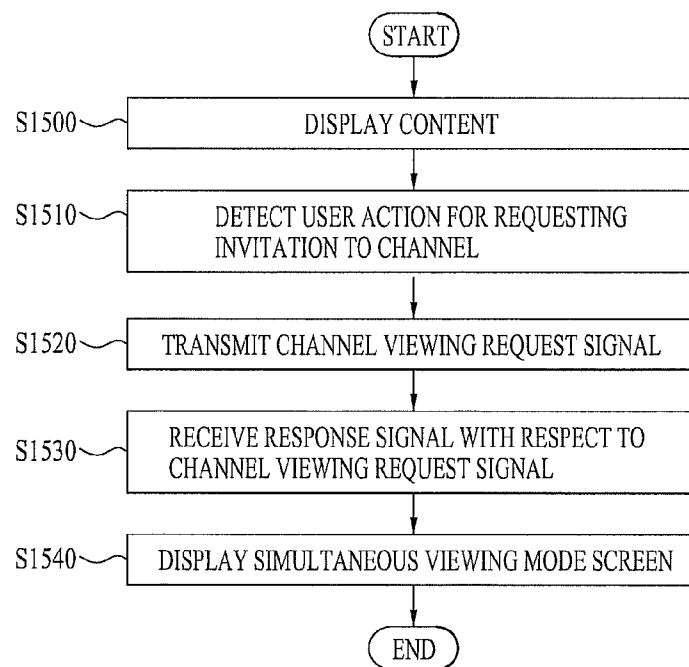 START
S1500
DISPLAY CONTENT
S1510
DETECT USER ACTION FOR REQUESTING
INVITATION TO CHANNEL
S1520
TRANSMIT CHANNEL VIEWING REQUEST SIGNAL
S1530
RECEIVE RESPONSE SIGNAL WITH RESPECT TO
CHANNEL VIEWING REQUEST SIGNAL
S1540
DISPLAY SIMULTANEOUS VIEWING MODE SCREEN
END